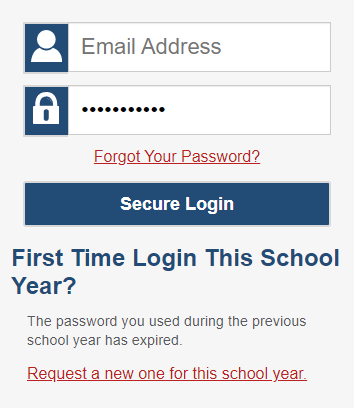 Email Address
•••••••••••
Forgot Your Password?
Secure Login
First Time Login This School
Year?
The password you used during the previous
school year has expired.
Request a new one for this school year.